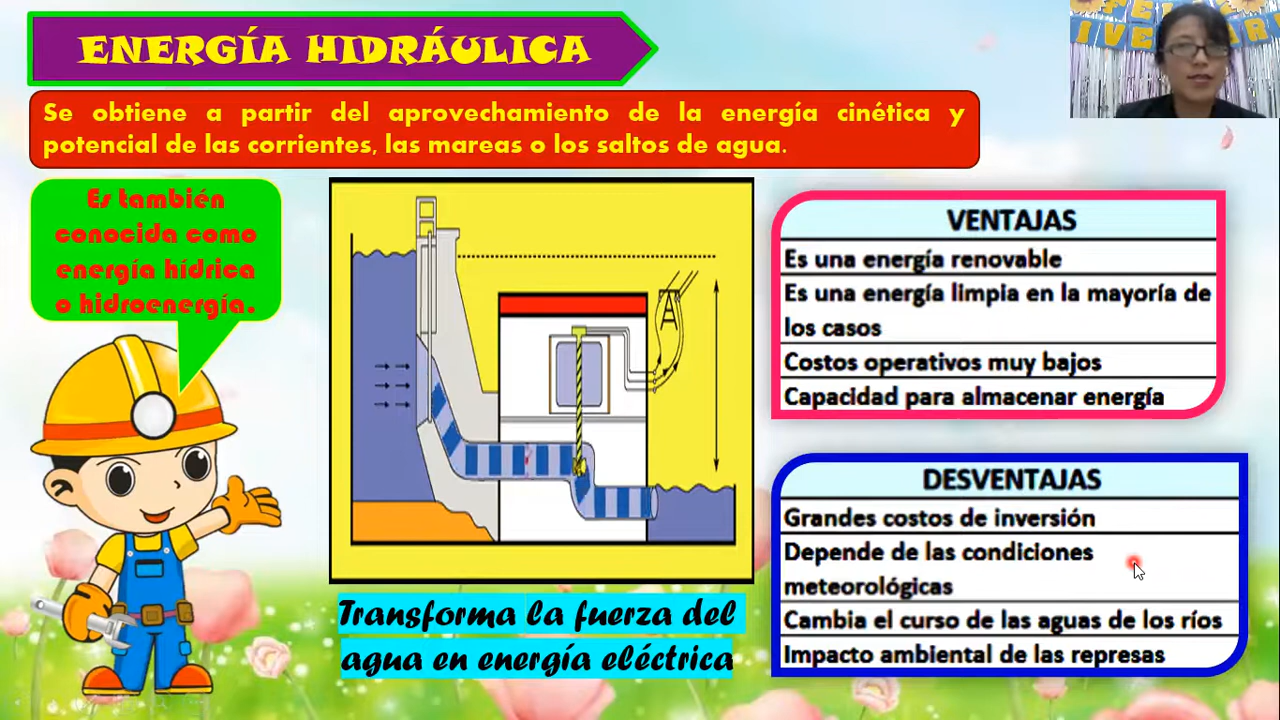 ENERGÍA HIDRÁULICA
Se obtiene a partir del aprovechamiento de la energía cinética y
potencial de las corrientes, las mareas o los saltos de agua.
Es también
conocida como
energía hídrica
o hidroenergía.
Transforma la fuerza del
agua en energía eléctrica
VENTAJAS
Es una energía renovable
Es una energía limpia en la mayoría de
los casos
Costos operativos muy bajos
Capacidad para almacenar energía
DESVENTAJAS
Grandes costos de inversión
Depende de las condiciones
meteorológicas
Cambia el curso de las aguas de los ríos
Impacto ambiental de las represas